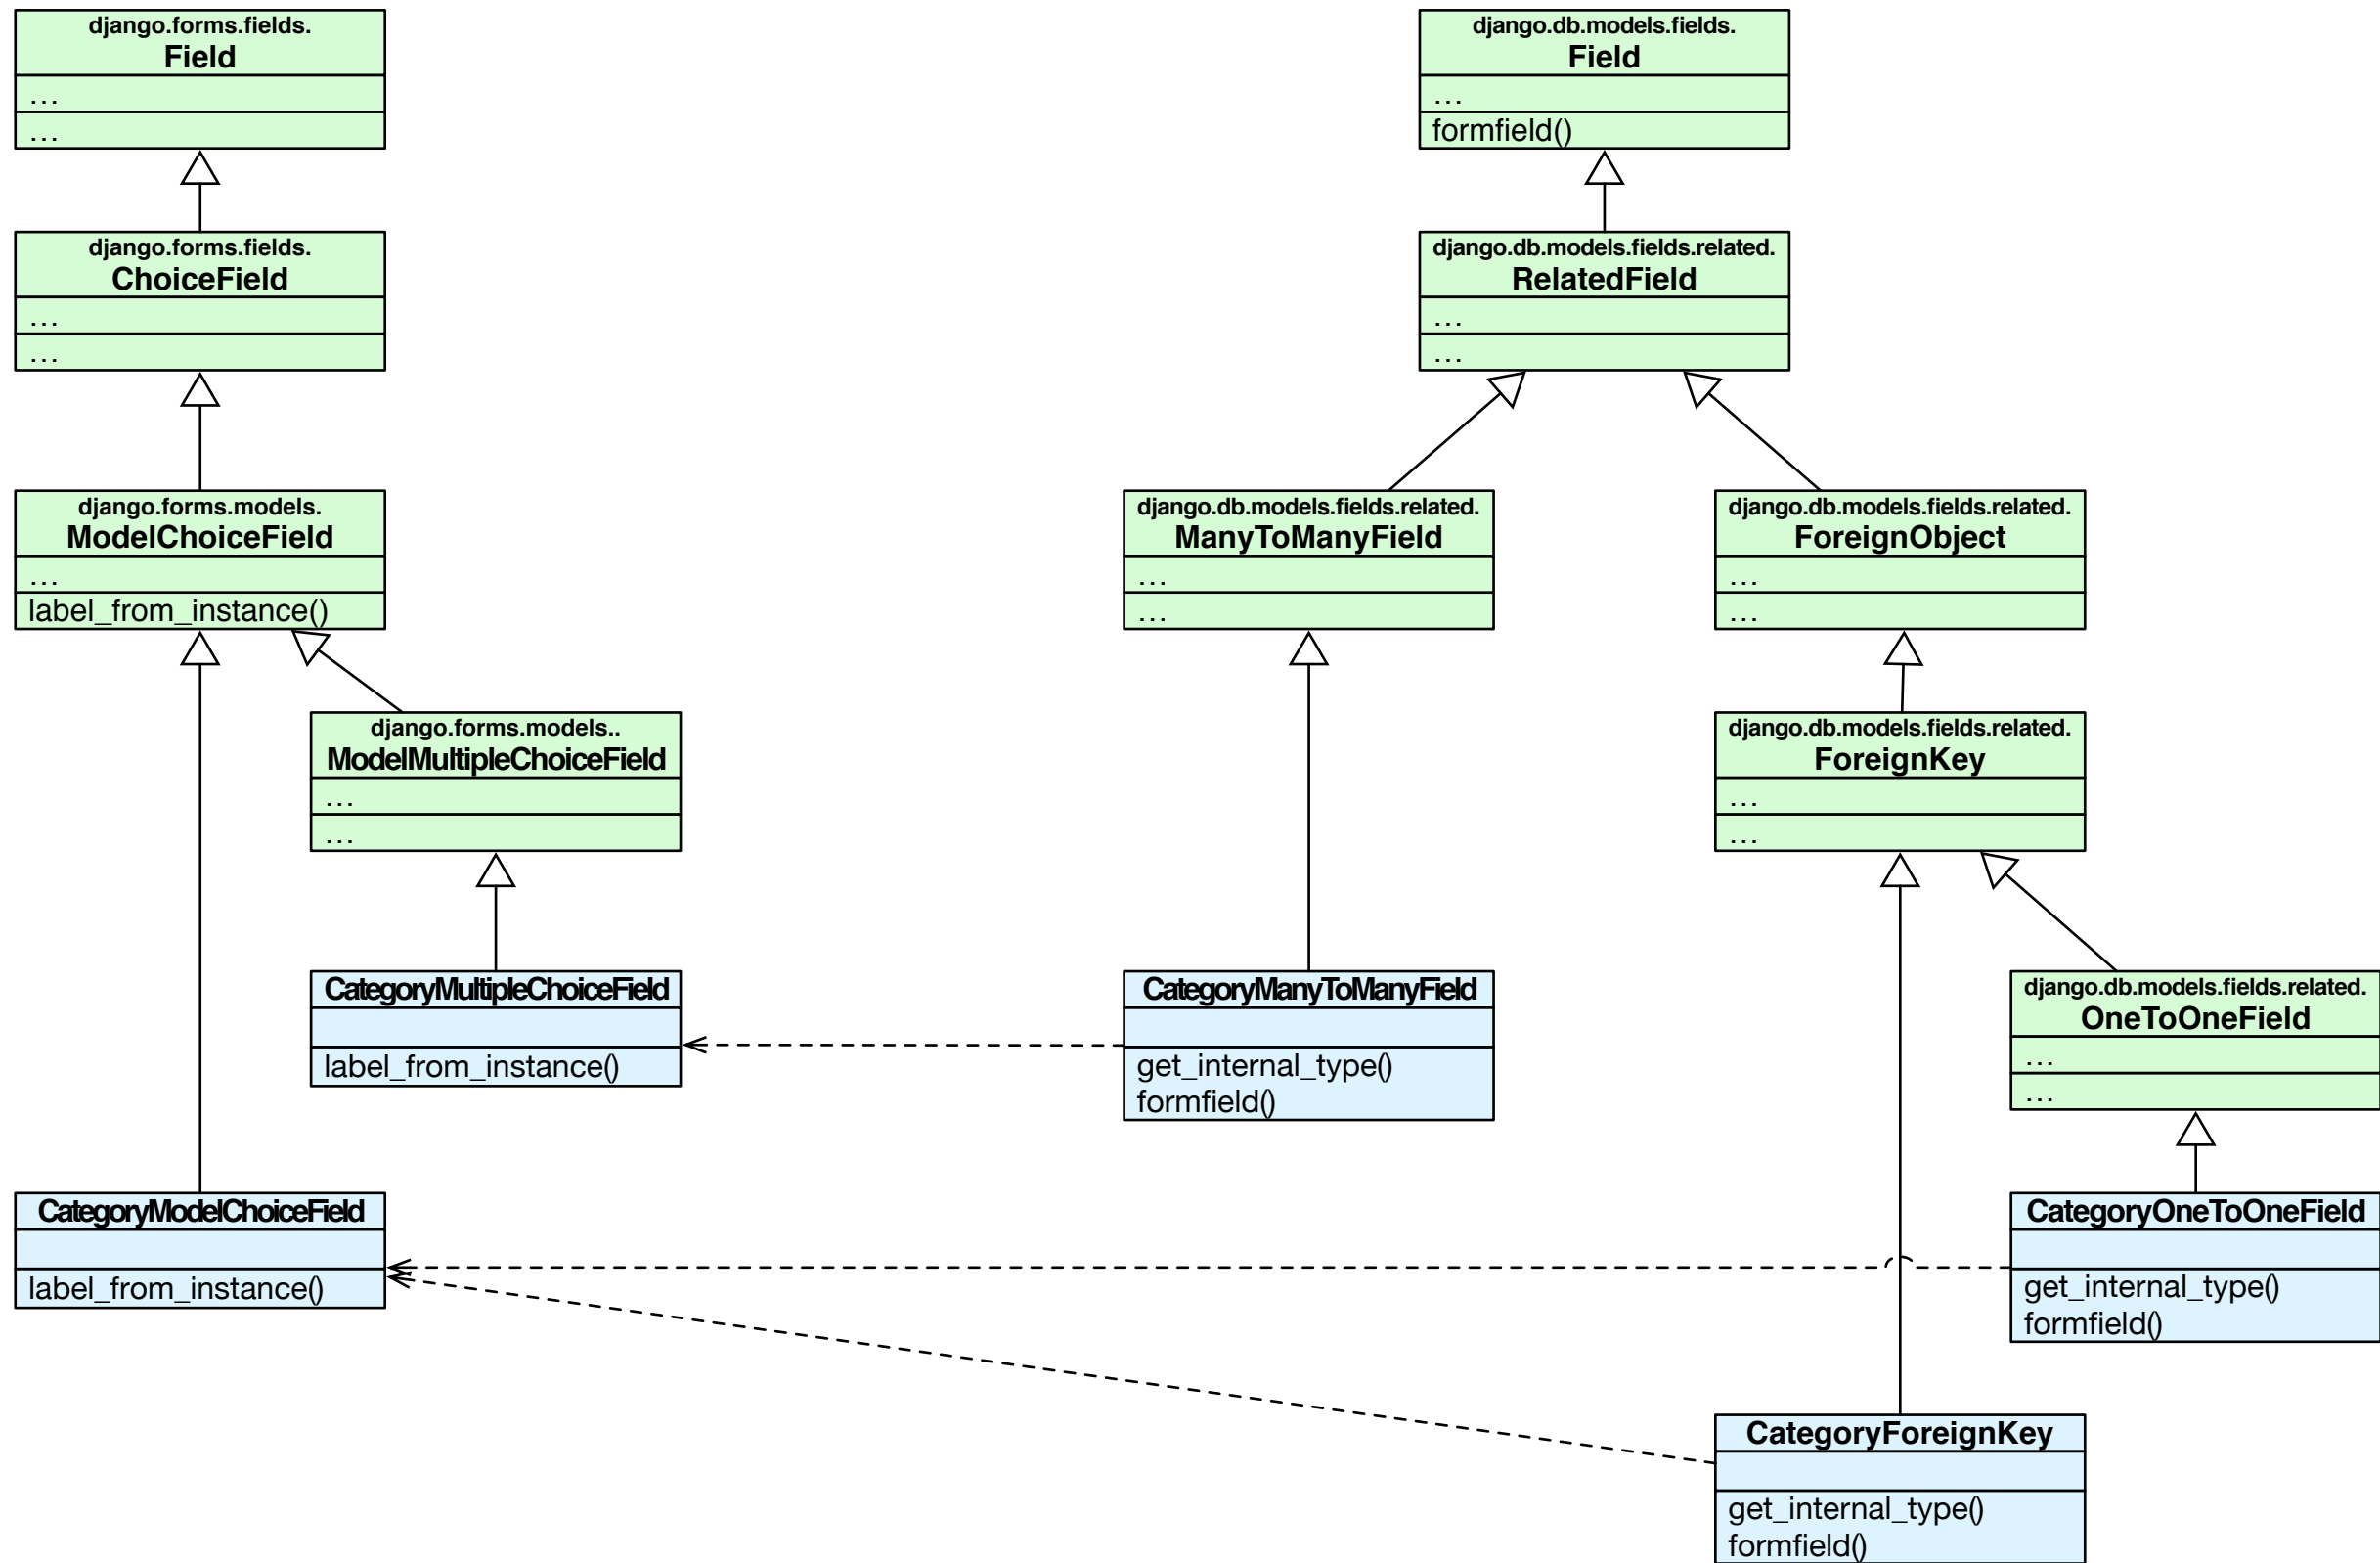 django.forms.fields.
Field
...
...
django.db.models.fields.
Field
...
formfield()
django.forms.fields.
ChoiceField
...
...
django.db.models.fields.related.
RelatedField
...
...
django.forms.models.
ModelChoiceField
...
label_from_instance()
django.db.models.fields.related.
ManyToManyField
...
...
django.db.models.fields.related.
ForeignObject
...
...
django.forms.models..
ModelMultipleChoiceField
...
...
django.db.models.fields.related.
ForeignKey
...
...
CategoryMultipleChoiceField
label_from_instance()
CategoryManyToManyField
get_internal_type()
formfield()
django.db.models.fields.related.
OneToOneField
...
...
CategoryModelChoiceField
label_from_instance()
CategoryOneToOneField
get_internal_type()
formfield()
CategoryForeignKey
get_internal_type()
formfield()